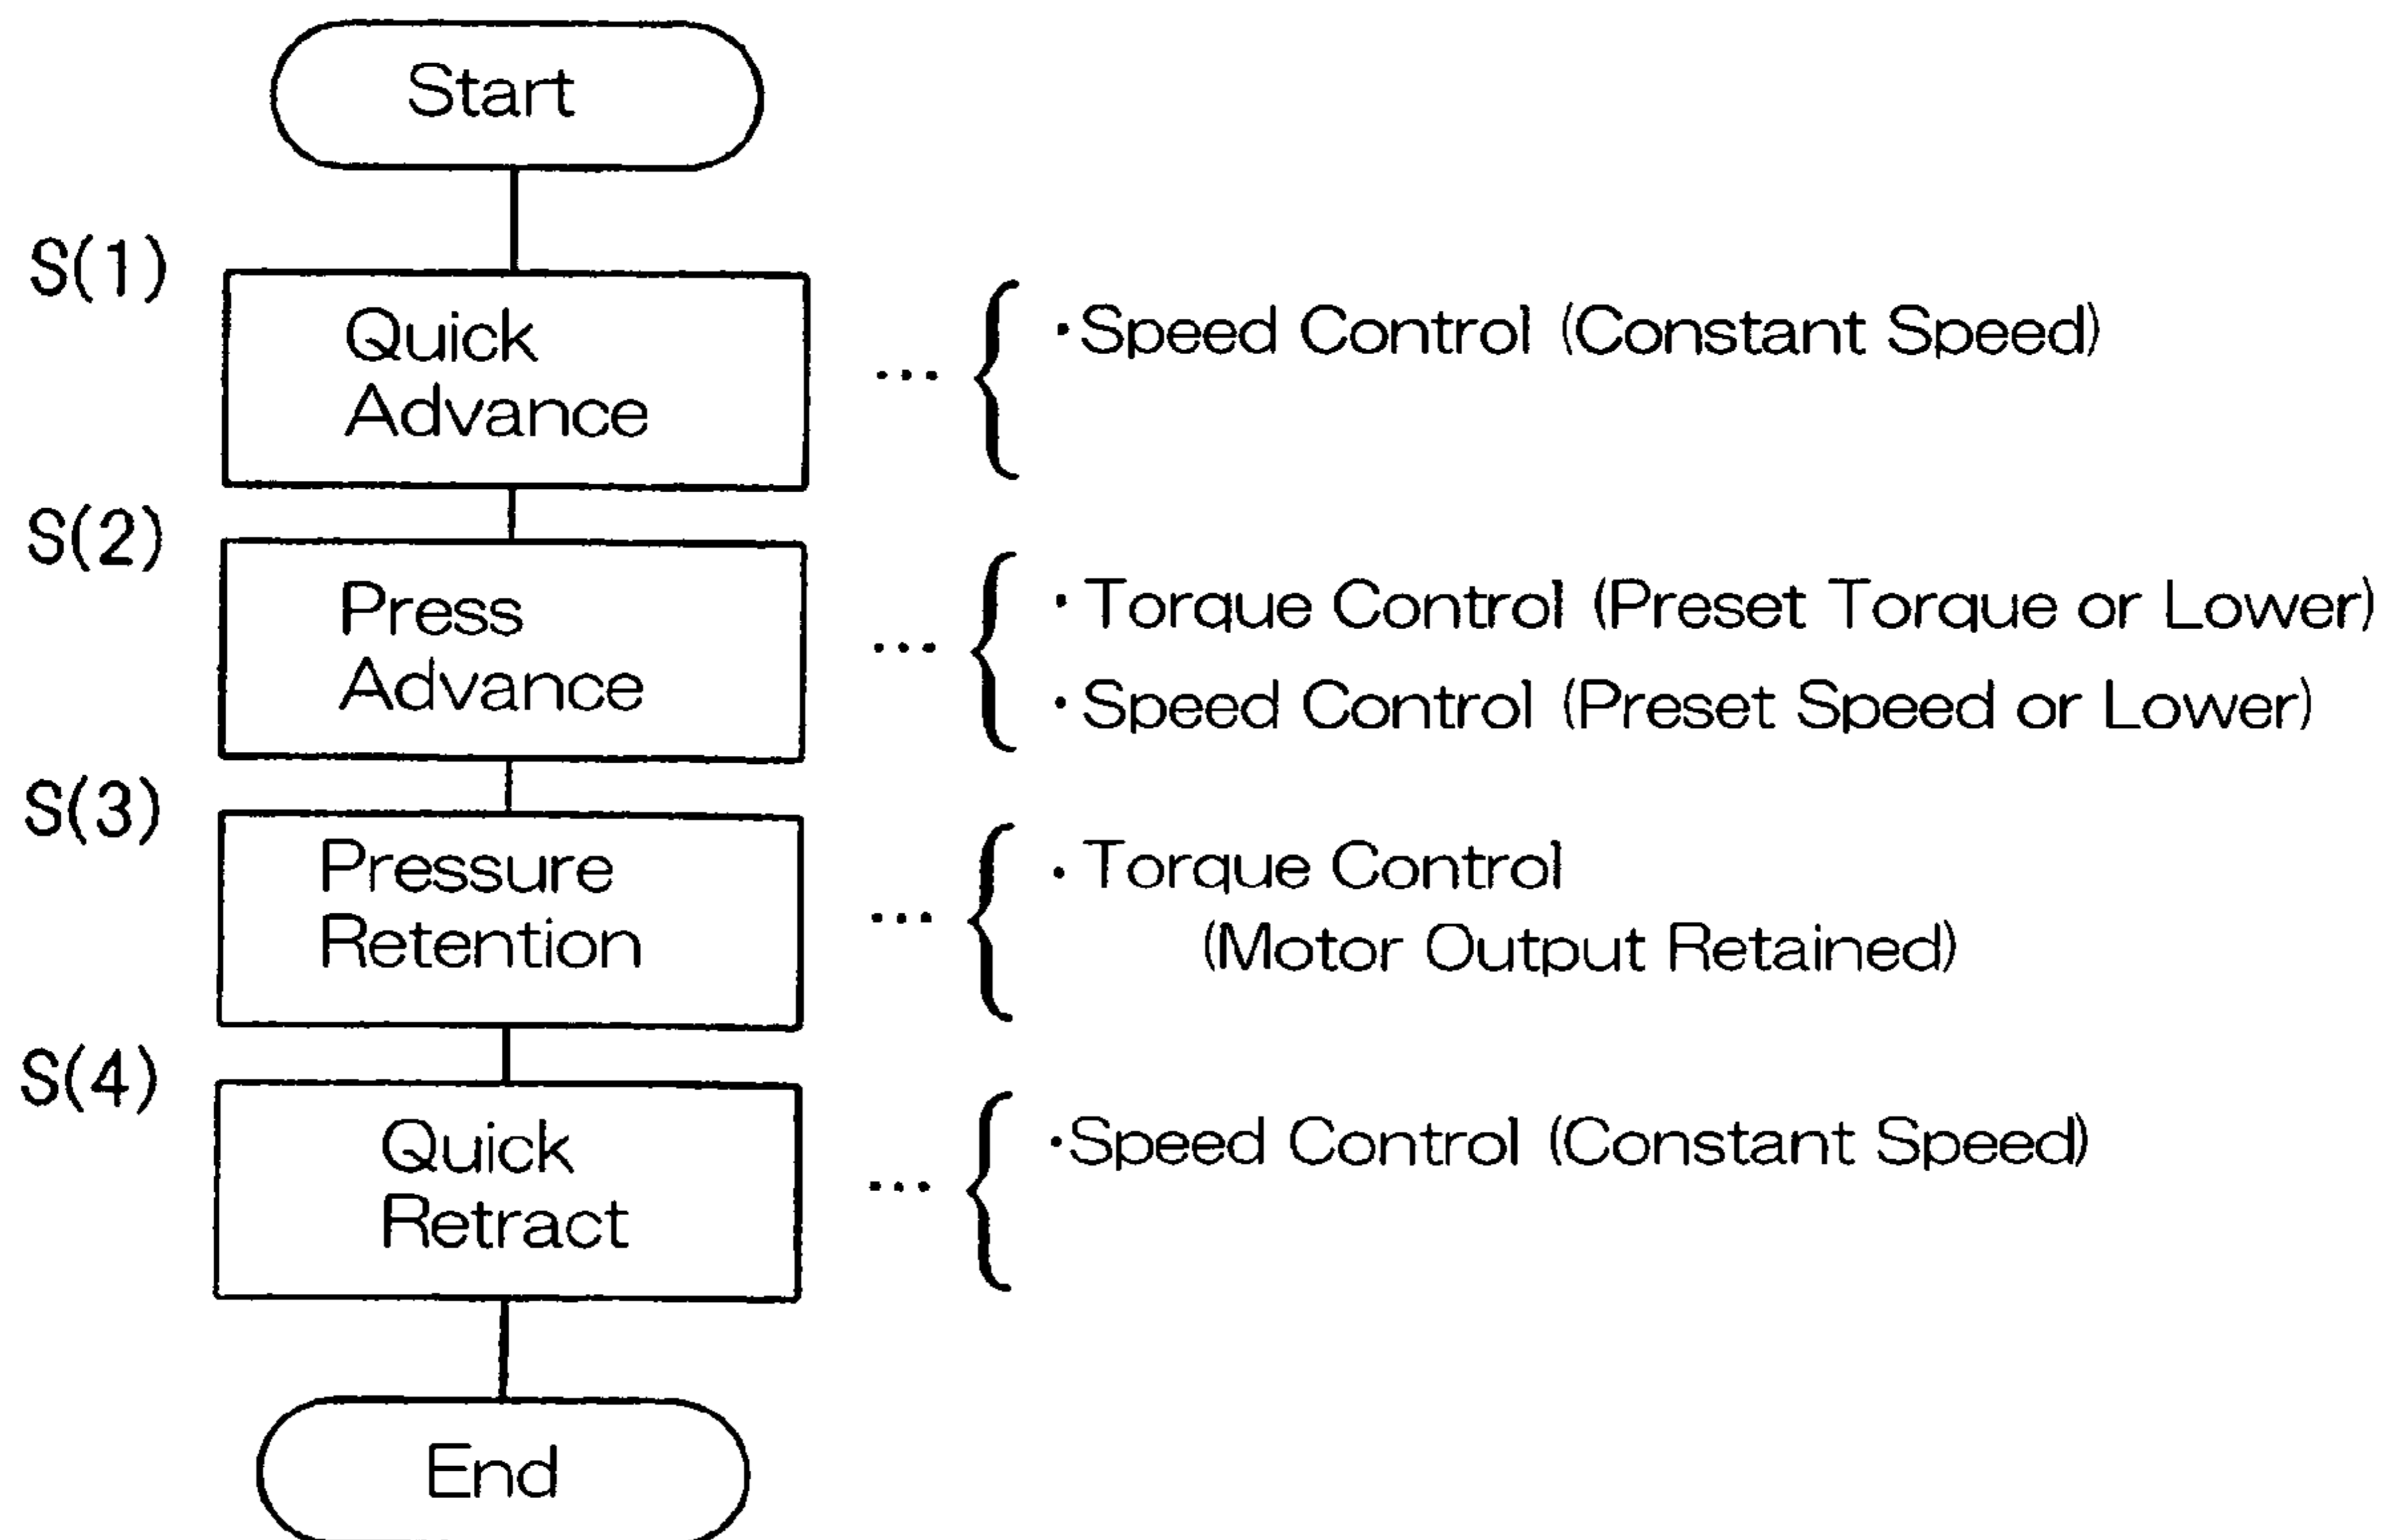 Start
S(1)
Quick
Advance
... ・Speed Control (Constant Speed)
S(2)
Press
Advance
... ・Torque Control (Preset Torque or Lower)
・Speed Control (Preset Speed or Lower)
S(3)
Pressure
Retention
... ・Torque Control
(Motor Output Retained)
S(4)
Quick
Retract
... ・Speed Control (Constant Speed)
End